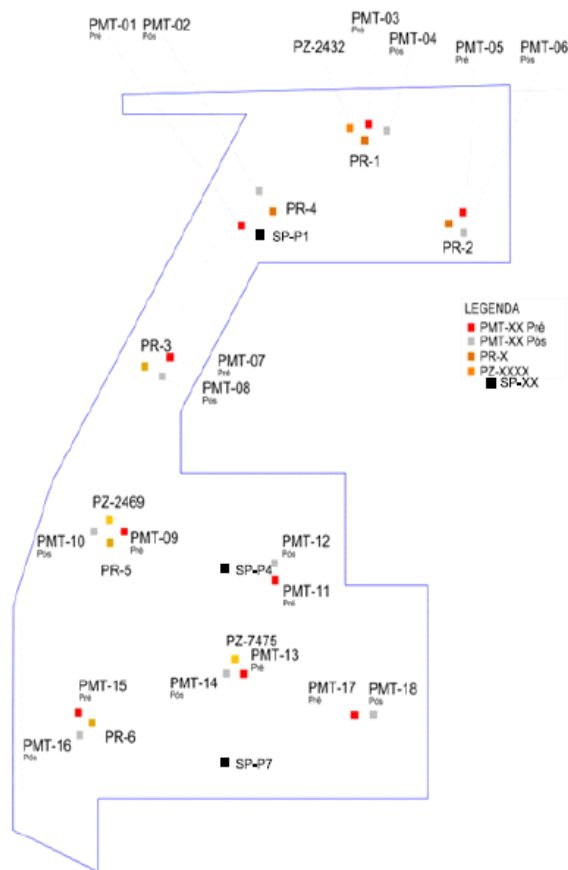 PMT-01 PMT-02
Pré Pós
PMT-03
Pré
PZ-2432
PMT-04
Pós
PMT-05
Pré
PMT-06
Pós
PR-1
PR-4
SP-P1
PR-2
LEGENDA
PMT-XX Pré
PMT-XX Pós
PR-X
PZ-XXXX
SP-XX
PR-3
PMT-07
Pré
PMT-08
Pós
PZ-2469
PMT-10
Pós
PMT-09
Pré
PR-5
PMT-12
Pós
SP-P4
PMT-11
Pré
PZ-7475
PMT-13
Pré
PMT-14
Pós
PMT-15
Pré
PMT-17
Pré
PMT-18
Pós
PR-6
PMT-16
Pós
SP-P7